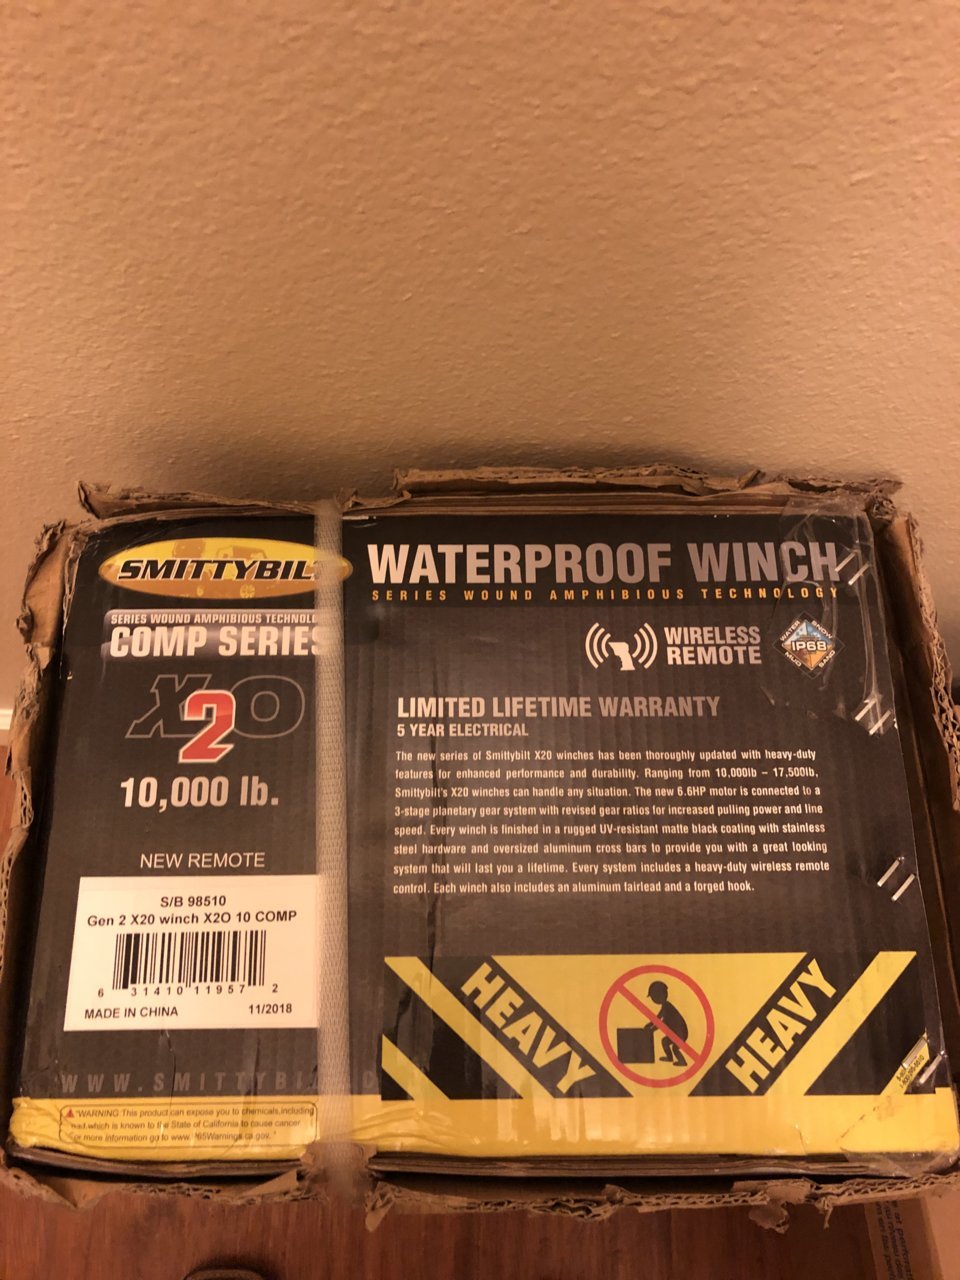 SMITTYBIL
SERIES WOUND AMPHIBIOUS TECHNOL
COMP SERIES
X2O
10,000 lb.
NEW REMOTE
S/B 98510
Gen 2 X20 winch X2O 10 COMP
6 31410 11957 2
MADE IN CHINA 11/2018
WWW.SMITTYBIL
WARNING:This product can expose you to chemicals,including
lead,which is known to the State of California to cause cancer.
For more information go to www.
WATERPROOF WINCH
SERIES WOUND AMPHIBIOUS TECHNOLOGY
WIRELESS
REMOTE
WATER SNOW
IP68
MUD SAND
LIMITED LIFETIME WARRANTY
5 YEAR ELECTRICAL
The new series of Smittybilt X20 winches has been thoroughly updated with heavy-duty
features for enhanced performance and durability. Ranging from 10,000lb – 17,500lb,
Smittybilt's X20 winches can handle any situation. The new 6.6HP motor is connected to a
3-stage planetary gear system with revised gear ratios for increased pulling power and line
speed. Every winch is finished in a rugged UV-resistant matte black coating with stainless
steel hardware and oversized aluminum cross bars to provide you with a great looking
system that will last you a lifetime. Every system includes a heavy-duty wireless remote
control. Each winch also includes an aluminum fairlead and a forged hook.
HEAVY
HEAVY